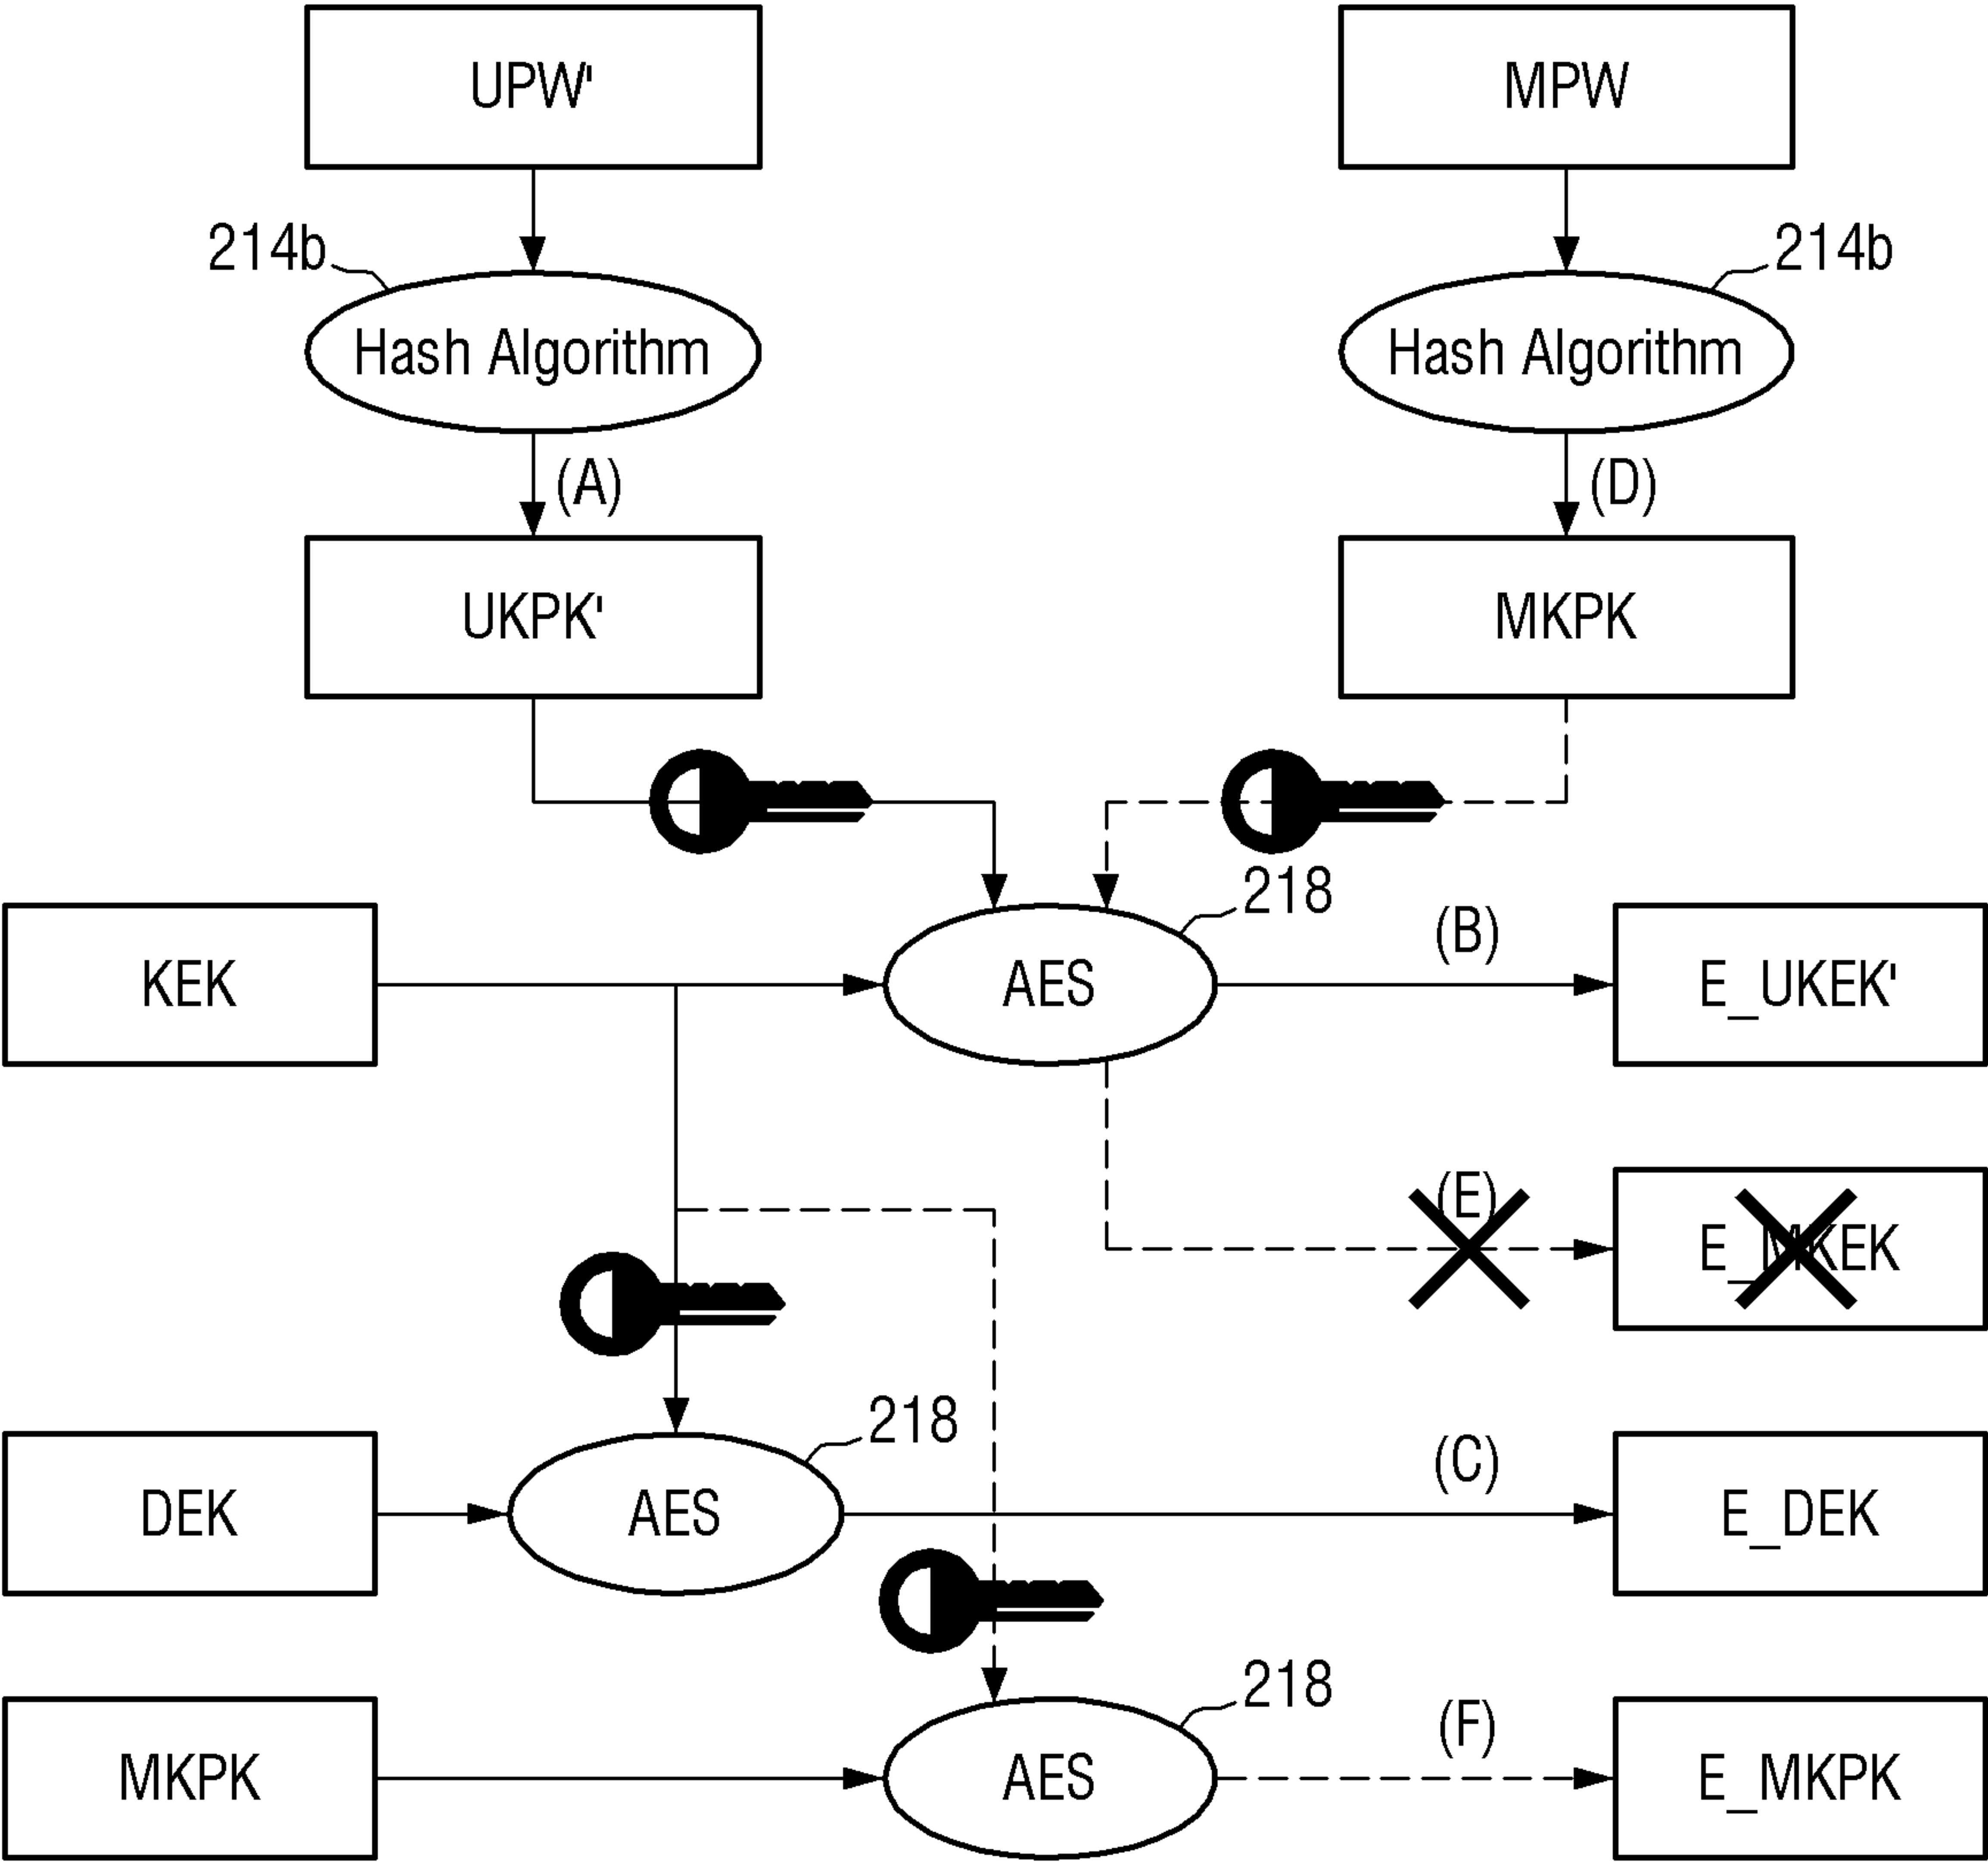 UPW'
MPW
214b
214b
Hash Algorithm
Hash Algorithm
(A)
(D)
UKPK'
MKPK
218
(B)
KEK
AES
E_UKEK'
(E)
E_MKEK
218
(C)
DEK
AES
E_DEK
218
(F)
MKPK
AES
E_MKPK